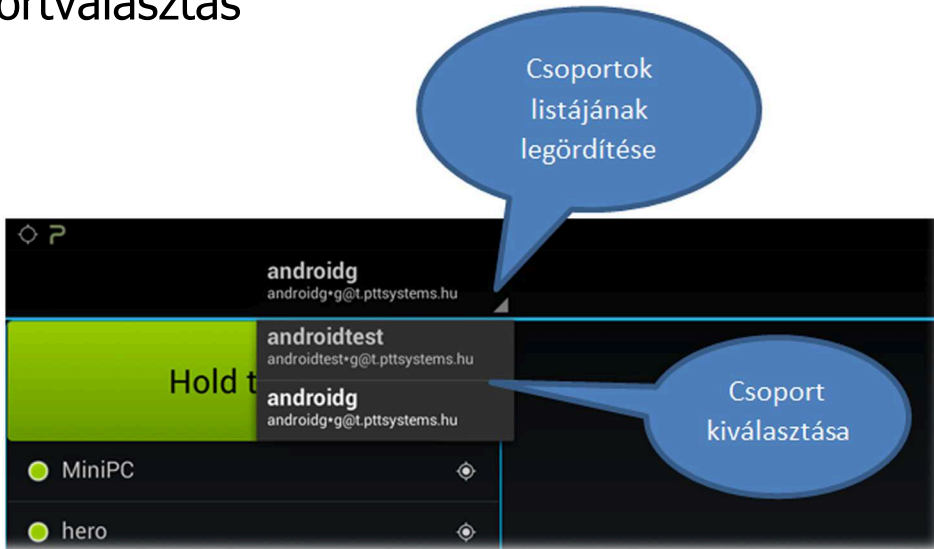 ortválasztás
Csoportok
listájának
legördítése
androidg
androidg•g@t.pttsystems.hu
androidtest
androidtest•g@t.pttsystems.hu
Hold t
androidg
androidg•g@t.pttsystems.hu
Csoport
kiválasztása
MiniPC
hero